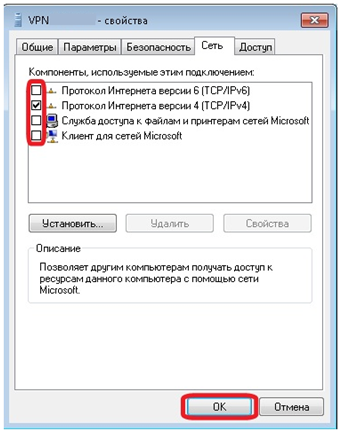 VPN - свойства
Общие Параметры Безопасность Сеть Доступ
Компоненты, используемые этим подключением:
Протокол Интернета версии 6 (TCP/IPv6)
Протокол Интернета версии 4 (TCP/IPv4)
Служба доступа к файлам и принтерам сетей Microsoft
Клиент для сетей Microsoft
Установить... Удалить Свойства
Описание
Позволяет другим компьютерам получать доступ к
ресурсам данного компьютера с помощью сети
Microsoft.
OK Отмена